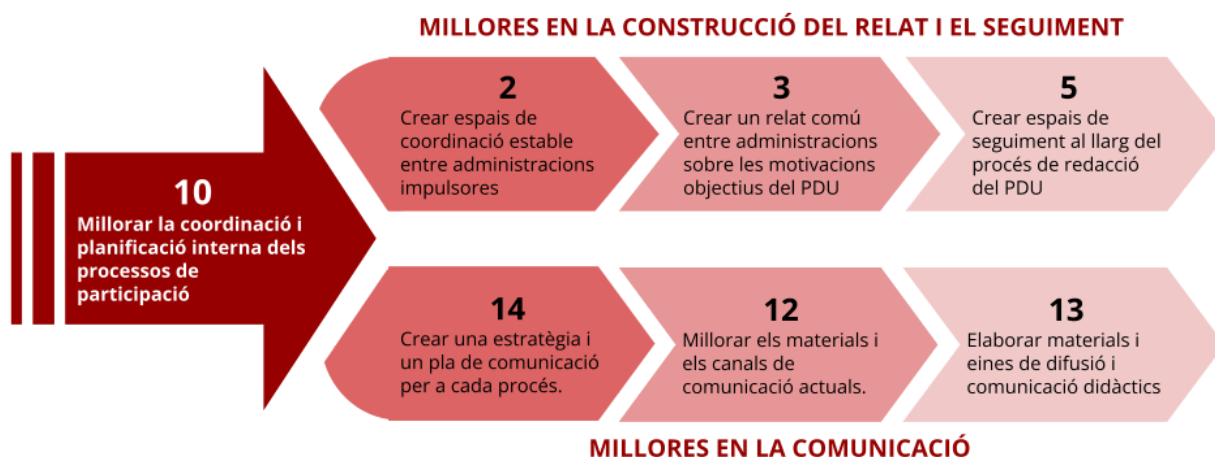 MILLORES EN LA CONSTRUCCIÓ DEL RELAT I EL SEGUIMENT
10
Millorar la coordinació i
planificació interna dels
processos de
participació
2
Crear espais de
coordinació estable
entre administracions
impulsores
3
Crear un relat comú
entre administracions
sobre les motivacions
objectius del PDU
5
Crear espais de
seguiment al llarg del
procés de redacció
del PDU
14
Crear una estratègia i
un pla de comunicació
per a cada procés.
12
Millorar els materials i
els canals de
comunicació actuals.
13
Elaborar materials i
eines de difusió i
comunicació didàctics
MILLORES EN LA COMUNICACIÓ